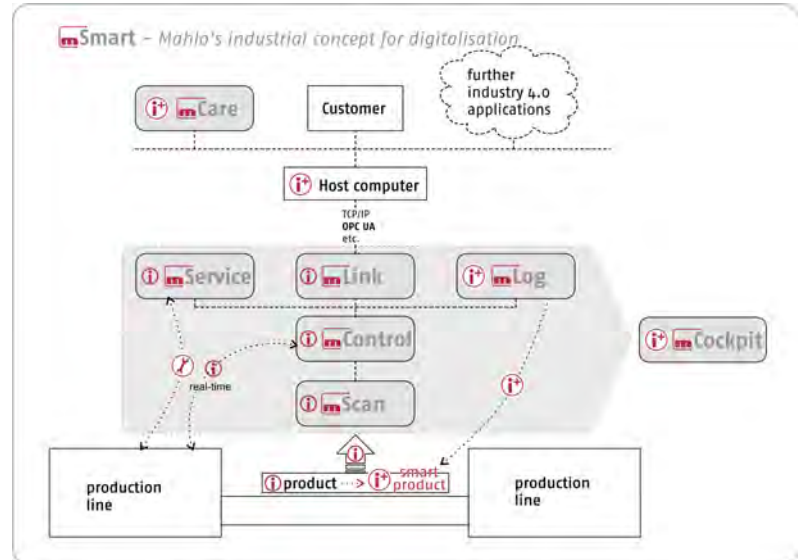 mSmart – Mahlo's industrial concept for digitalisation
further
industry 4.0
applications
i+ mCare
Customer
i+ Host computer
TCP/IP
OPC UA
etc.
i mService
i mLink
i+ mLog
i mControl
i+ mCockpit
i
real-time
i+
i mScan
i
i product
i+ smart
product
production
line
production
line